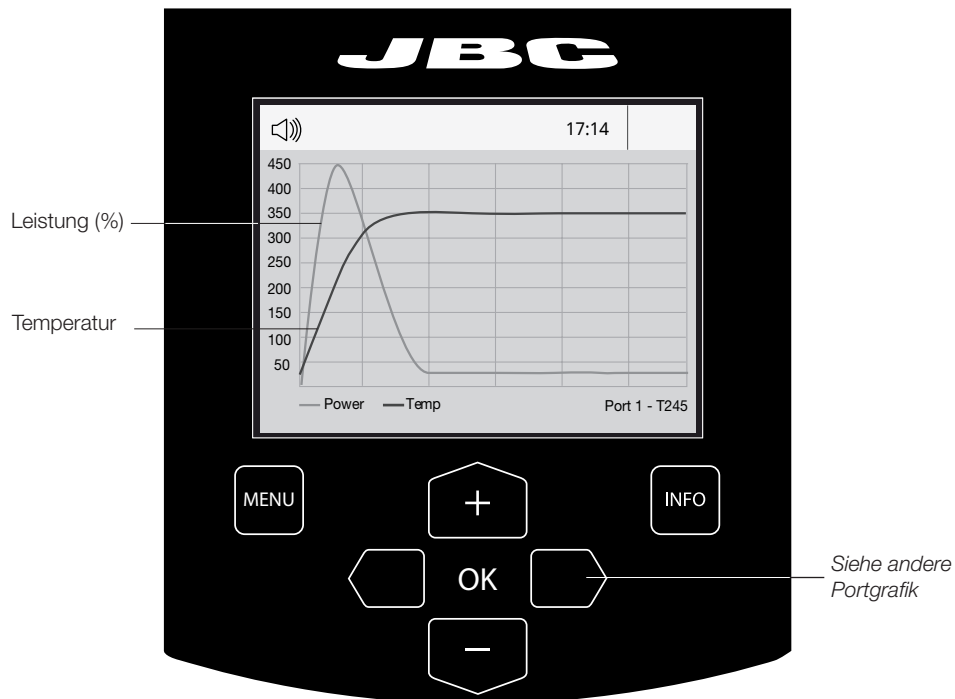 JBC
17:14
450
400
350
300
250
200
150
100
50
Leistung (%)
Temperatur
Power
Temp
Port 1 - T245
MENU
+
INFO
OK
−
Siehe andere
Portgrafik